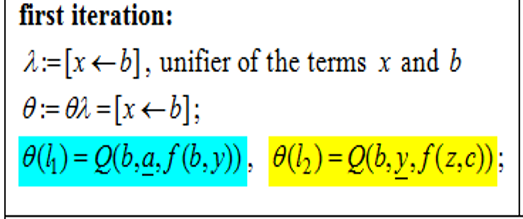 first iteration:
λ:=[x←b], unifier of the terms x and b
θ:=θλ=[x←b];
θ(l₁)=Q(b,a,f(b,y)), θ(l₂)=Q(b,y,f(z,c));